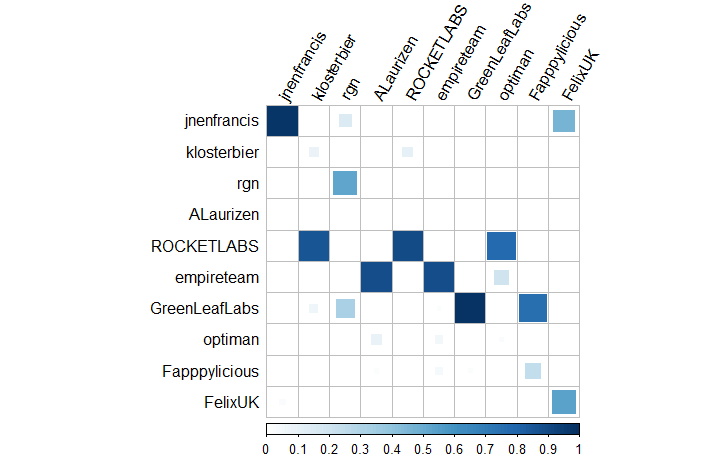 jnenfrancis
klosterbier
rgn
ALaurizen
ROCKETLABS
empireteam
GreenLeafLabs
optiman
Fapppylicious
FelixUK
jnenfrancis
klosterbier
rgn
ALaurizen
ROCKETLABS
empireteam
GreenLeafLabs
optiman
Fapppylicious
FelixUK
0 0.1 0.2 0.3 0.4 0.5 0.6 0.7 0.8 0.9 1